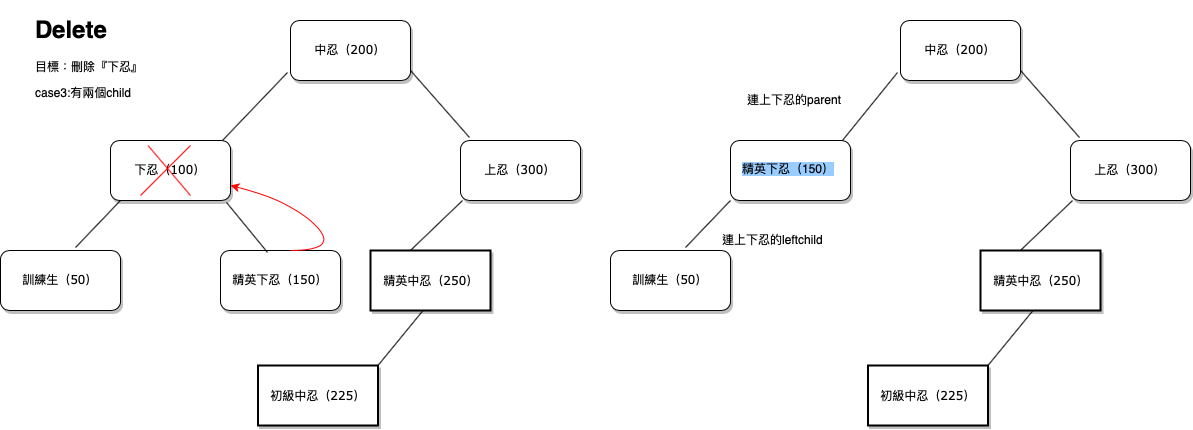 Delete
目標：刪除『下忍』
case3:有兩個child
中忍（200）
下忍（100）
上忍（300）
訓練生（50）
精英下忍（150）
精英中忍（250）
初級中忍（225）
中忍（200）
連上下忍的parent
精英下忍（150）
上忍（300）
連上下忍的leftchild
訓練生（50）
精英中忍（250）
初級中忍（225）